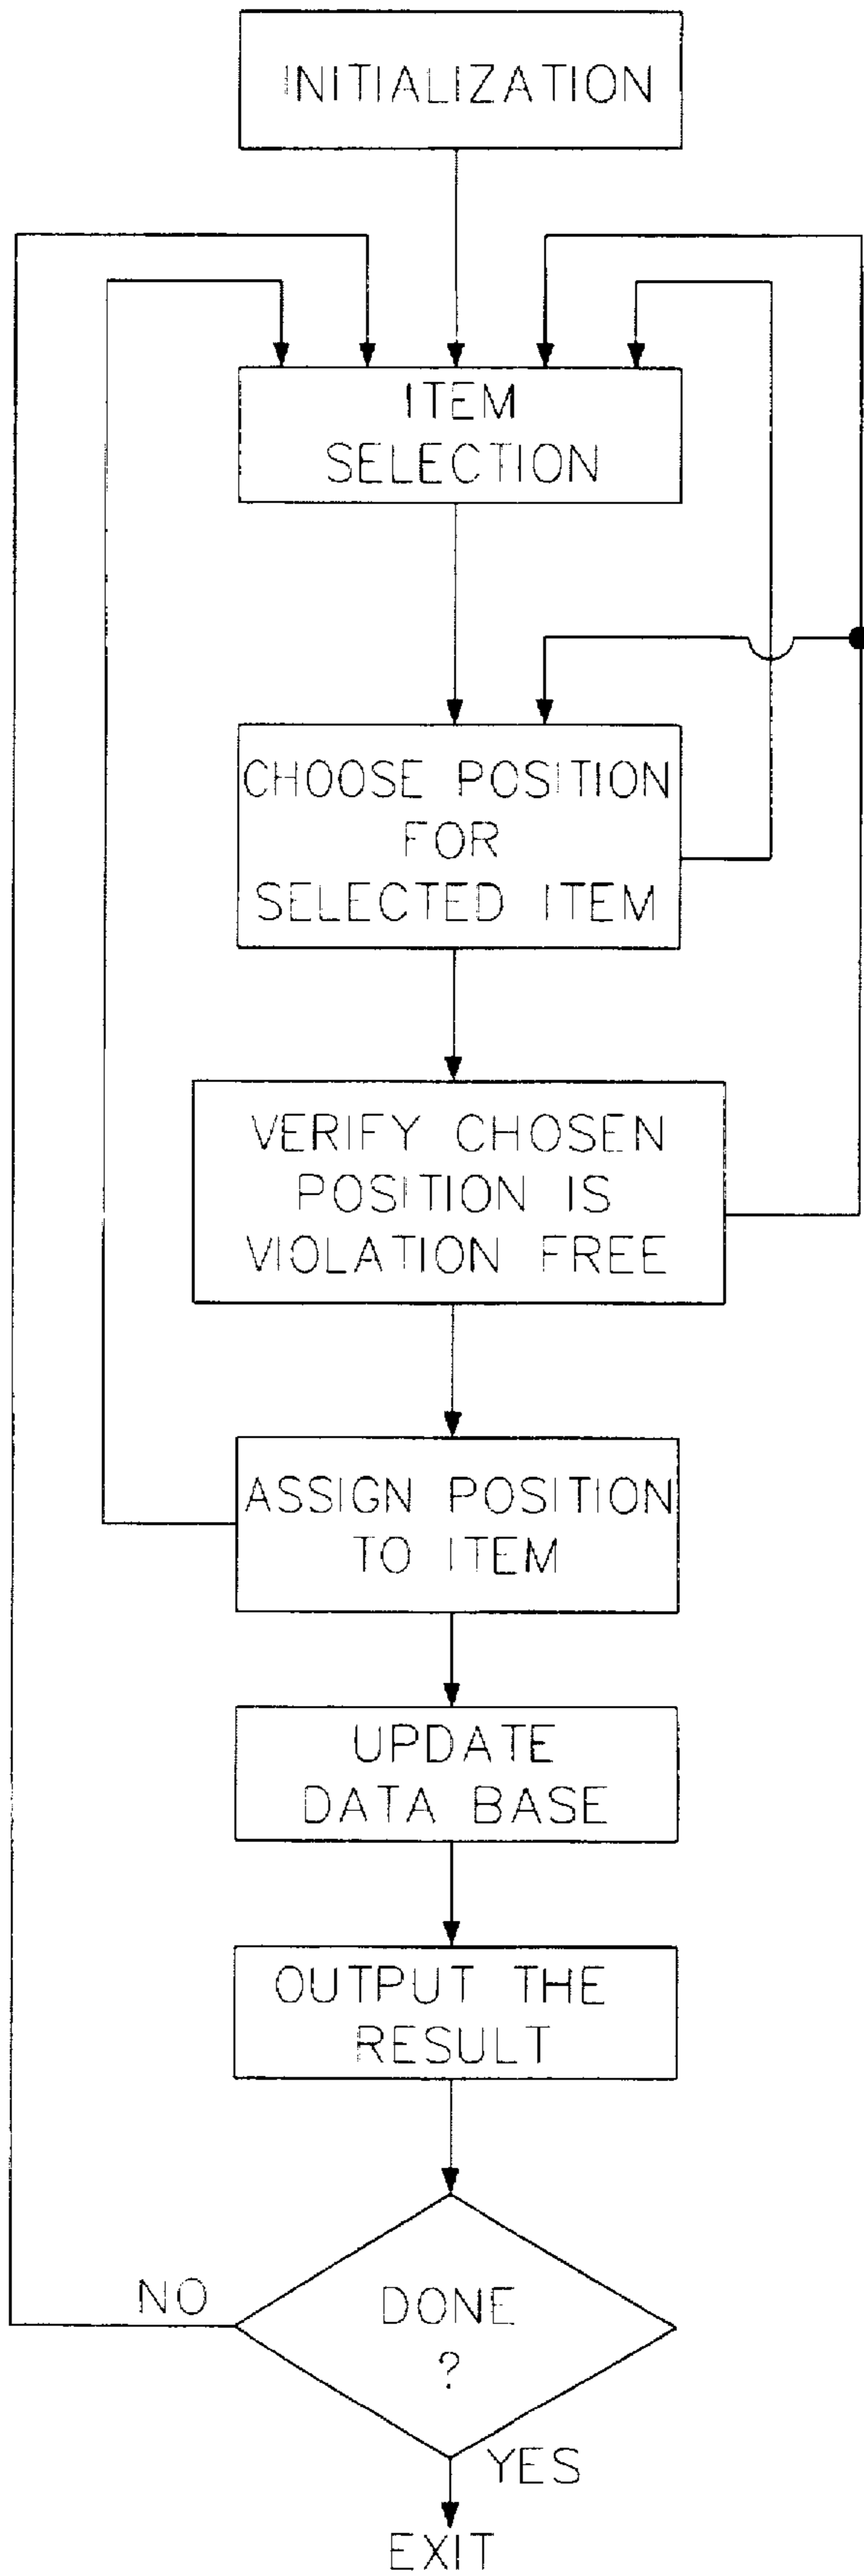 INITIALIZATION
ITEM
SELECTION
CHOOSE POSITION
FOR
SELECTED ITEM
VERIFY CHOSEN
POSITION IS
VIOLATION FREE
ASSIGN POSITION
TO ITEM
UPDATE
DATA BASE
OUTPUT THE
RESULT
NO
DONE
?
YES
EXIT